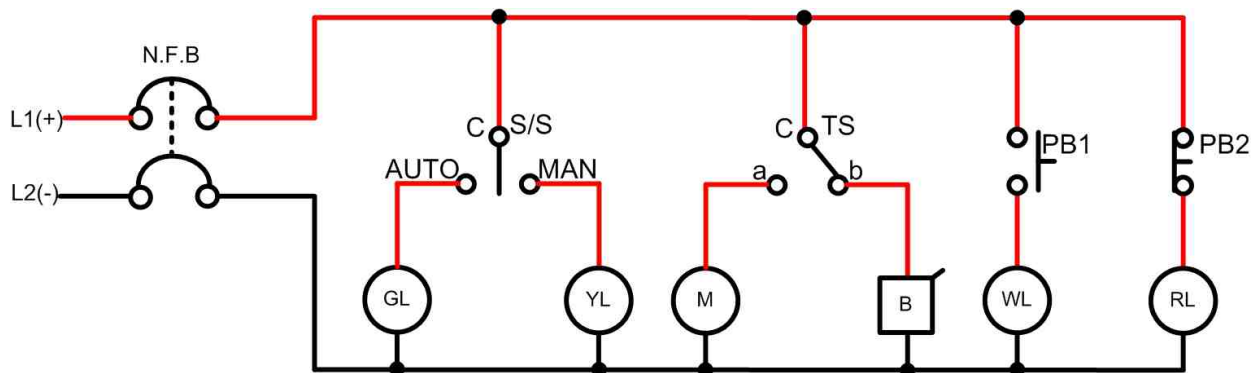 N.F.B
L1(+)
L2(-)
C S/S
AUTO MAN
C TS
a b
PB1
PB2
GL
YL
M
B
WL
RL